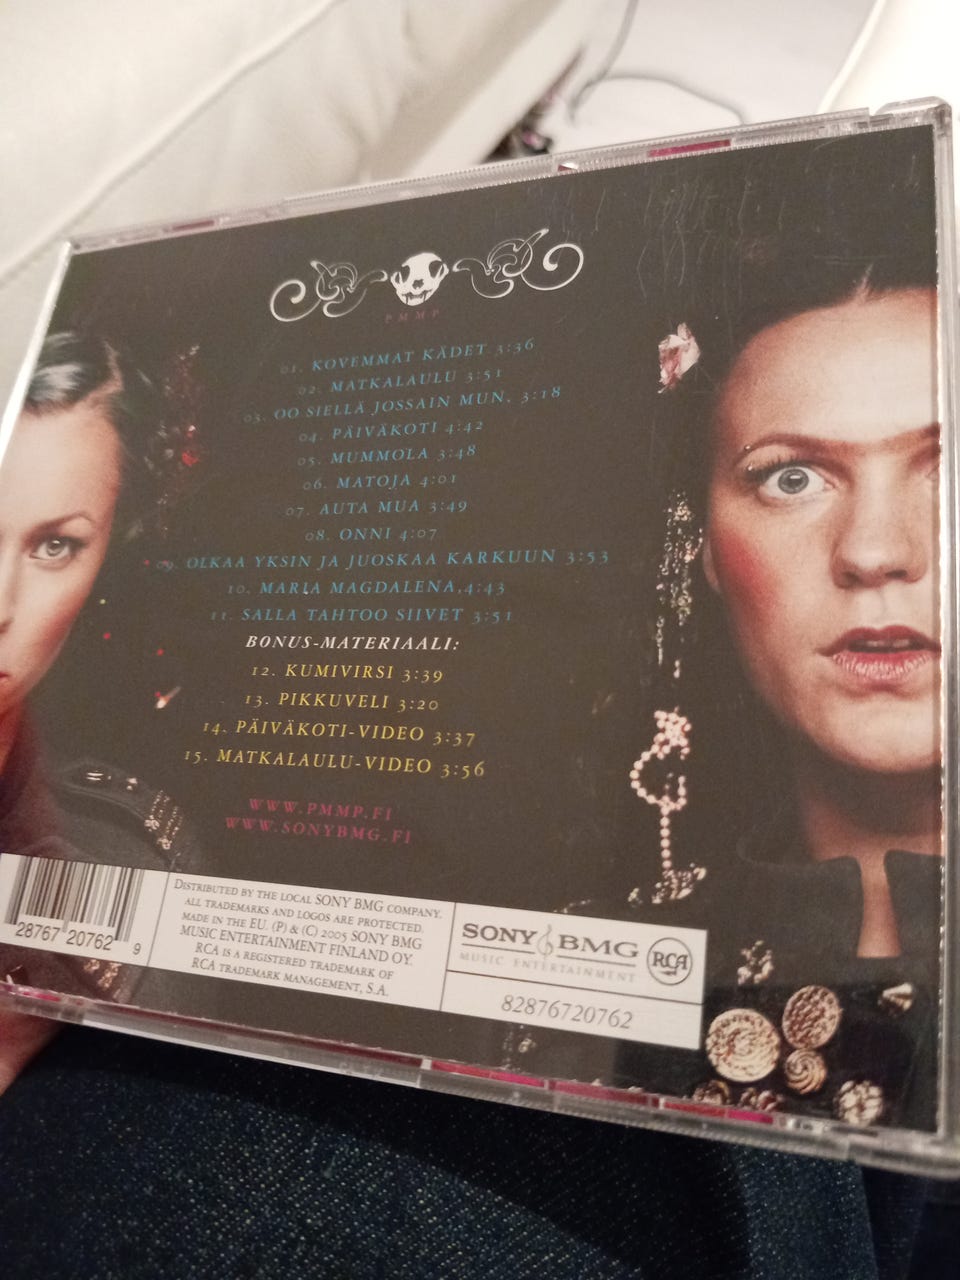 PMMP
01. KOVEMMAT KÄDET 3:36
02. MATKALAULU 3:51
03. OO SIELLÄ JOSSAIN MUN. 3:18
04. PÄIVÄKOTI 4:42
05. MUMMOLA 3:48
06. MATOJA 4:01
07. AUTA MUA 3:49
08. ONNI 4:07
09. OLKAA YKSIN JA JUOSKAA KARKUUN 3:53
10. MARIA MAGDALENA 4:43
11. SALLA TAHTOO SIIVET 3:51
BONUS-MATERIAALI:
12. KUMIVIRSI 3:39
13. PIKKUVELI 3:20
14. PÄIVÄKOTI-VIDEO 3:37
15. MATKALAULU-VIDEO 3:56
WWW.PMMP.FI
WWW.SONYBMG.FI
28767 20762 9
DISTRIBUTED BY THE LOCAL SONY BMG COMPANY.
ALL TRADEMARKS AND LOGOS ARE PROTECTED.
MADE IN THE EU. (P) & (C) 2005 SONY BMG
MUSIC ENTERTAINMENT FINLAND OY.
RCA IS A REGISTERED TRADEMARK OF
RCA TRADEMARK MANAGEMENT, S.A.
SONY BMG
MUSIC ENTERTAINMENT
RCA
82876720762